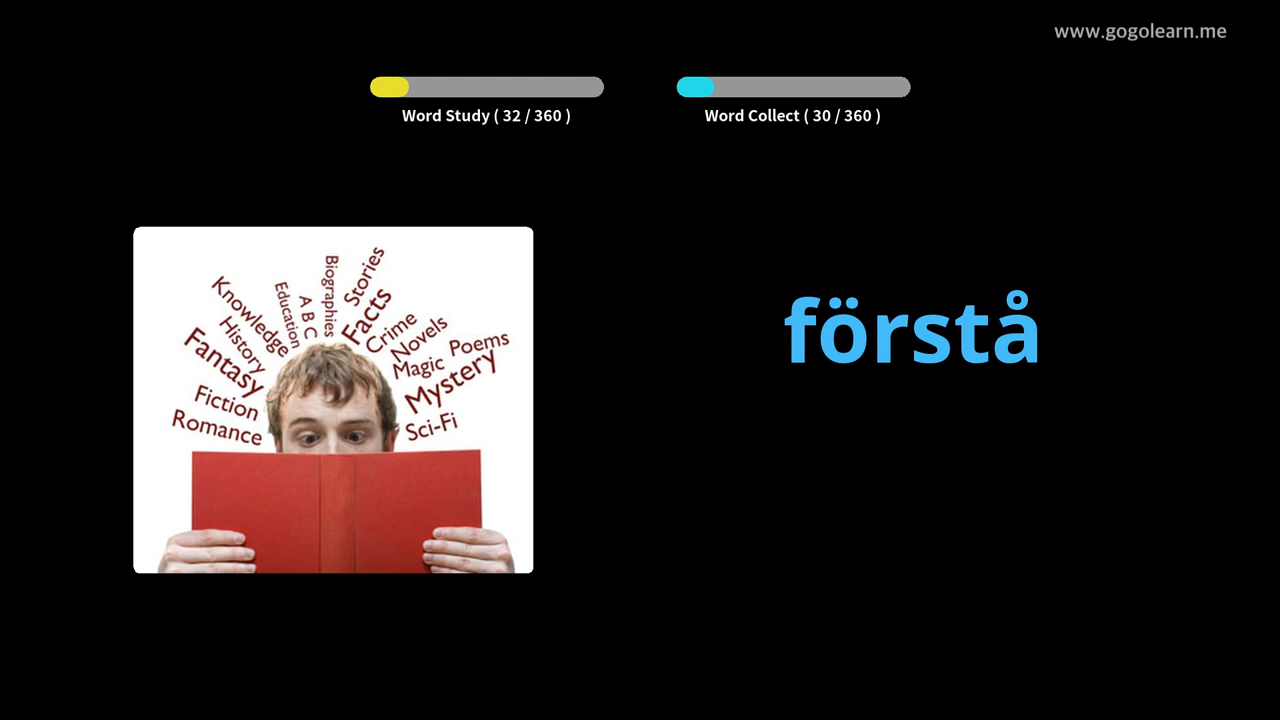 www.gogolearn.me
Word Study ( 32 / 360 )
Word Collect ( 30 / 360 )
Romance
Fiction
Fantasy
History
Knowledge
Education
A B C
Biographies
Stories
Facts
Crime
Novels
Magic
Poems
Mystery
Sci-Fi
förstå